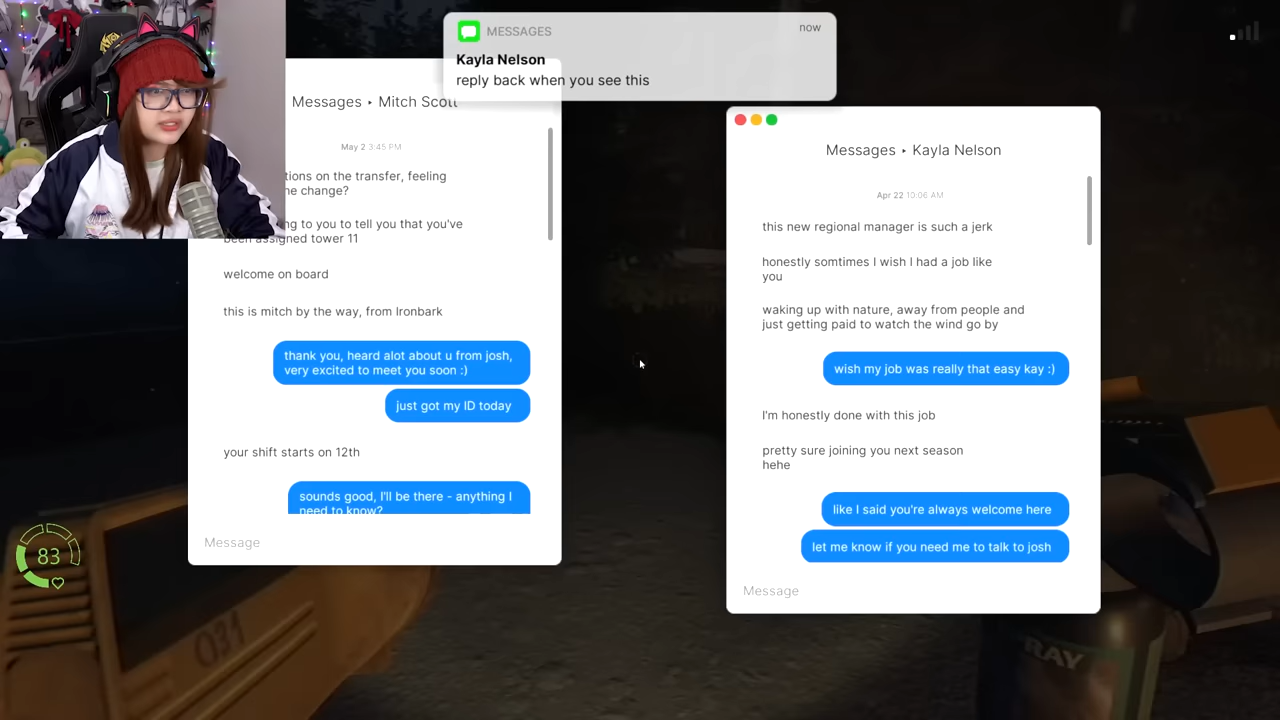 MESSAGES
now
Kayla Nelson
reply back when you see this
Messages ‣ Mitch Scott
May 2 3:45 PM
tions on the transfer, feeling
he change?
ng to you to tell you that you've
been assigned tower 11
welcome on board
this is mitch by the way, from Ironbark
thank you, heard alot about u from josh,
very excited to meet you soon :)
just got my ID today
your shift starts on 12th
sounds good, I'll be there - anything I
need to know?
Message
Messages ‣ Kayla Nelson
Apr 22 10:06 AM
this new regional manager is such a jerk
honestly somtimes I wish I had a job like
you
waking up with nature, away from people and
just getting paid to watch the wind go by
wish my job was really that easy kay :)
I'm honestly done with this job
pretty sure joining you next season
hehe
like I said you're always welcome here
let me know if you need me to talk to josh
Message
83
031
RAY